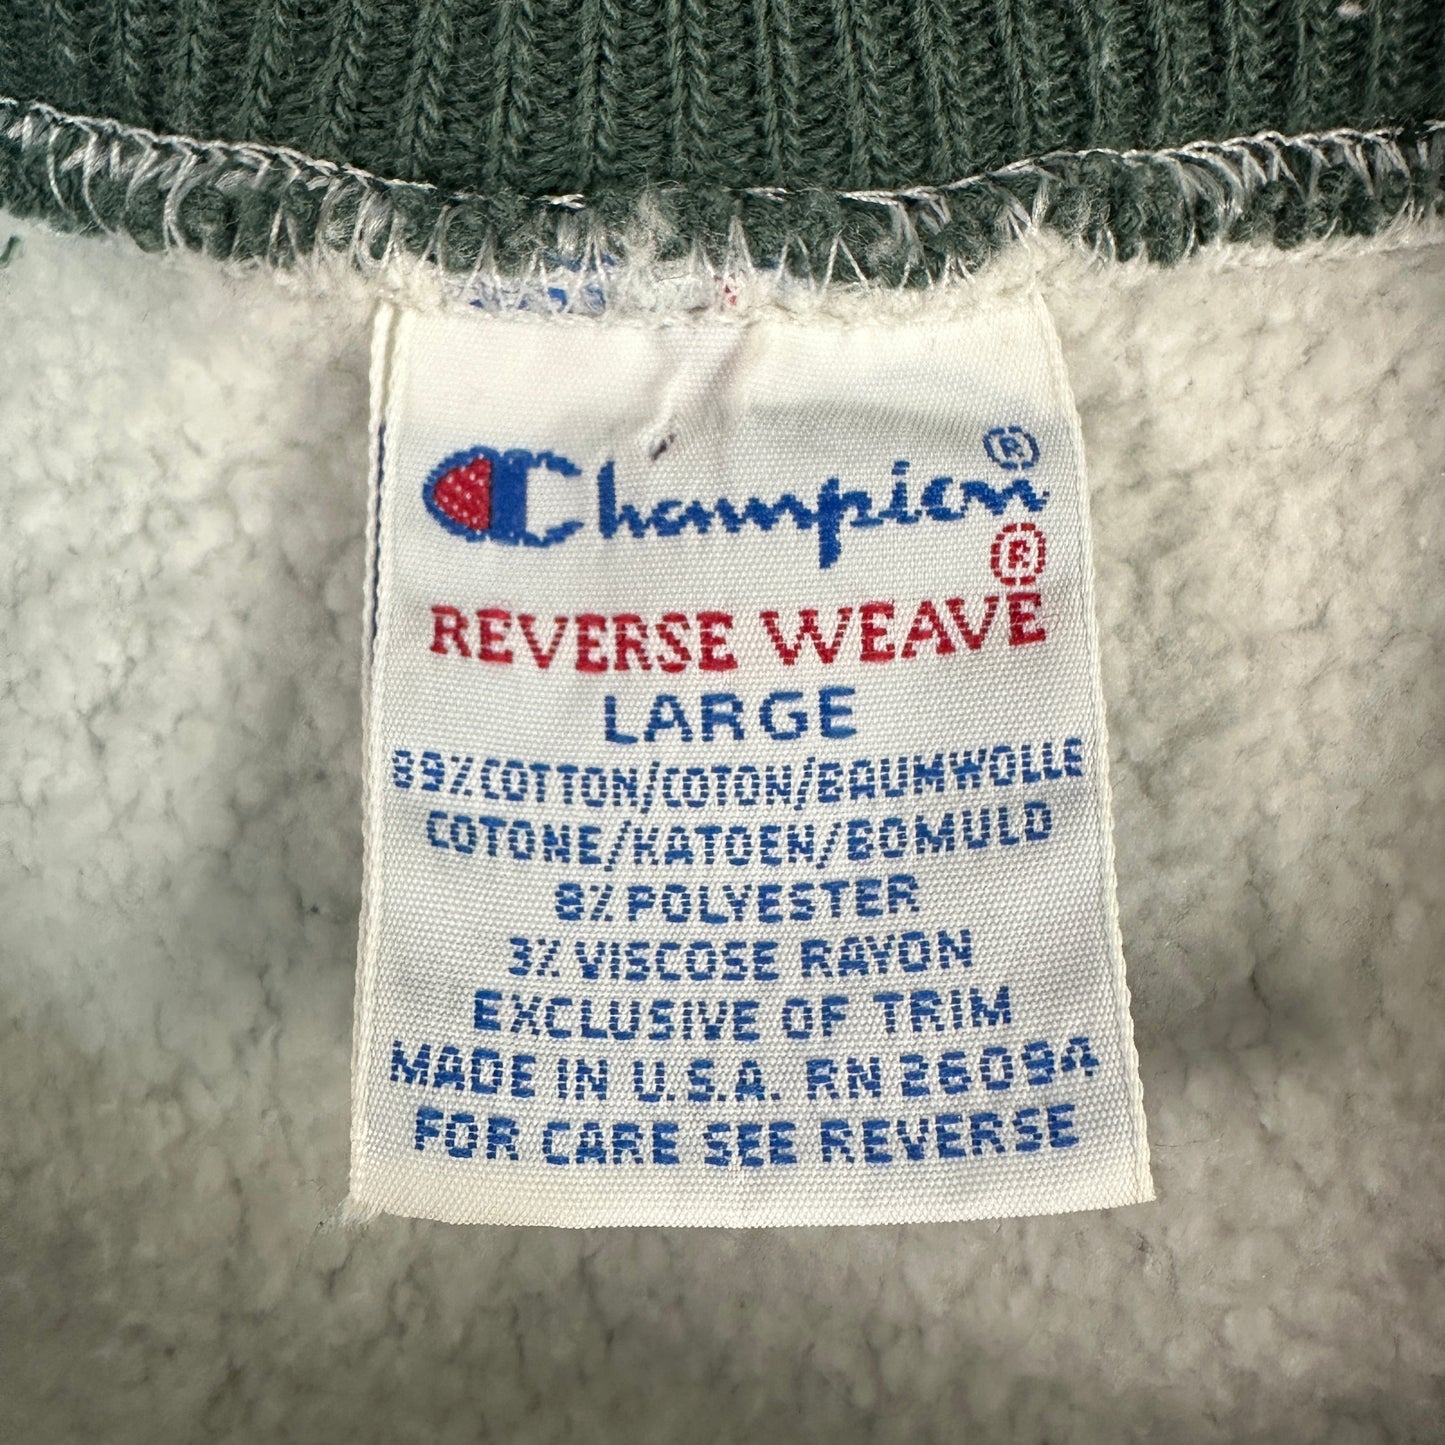 Champion®
REVERSE WEAVE®
LARGE
89% COTTON/COTON/BAUMWOLLE
COTONE/KATOEN/BOMULD
8% POLYESTER
3% VISCOSE RAYON
EXCLUSIVE OF TRIM
MADE IN U.S.A. RN 26094
FOR CARE SEE REVERSE